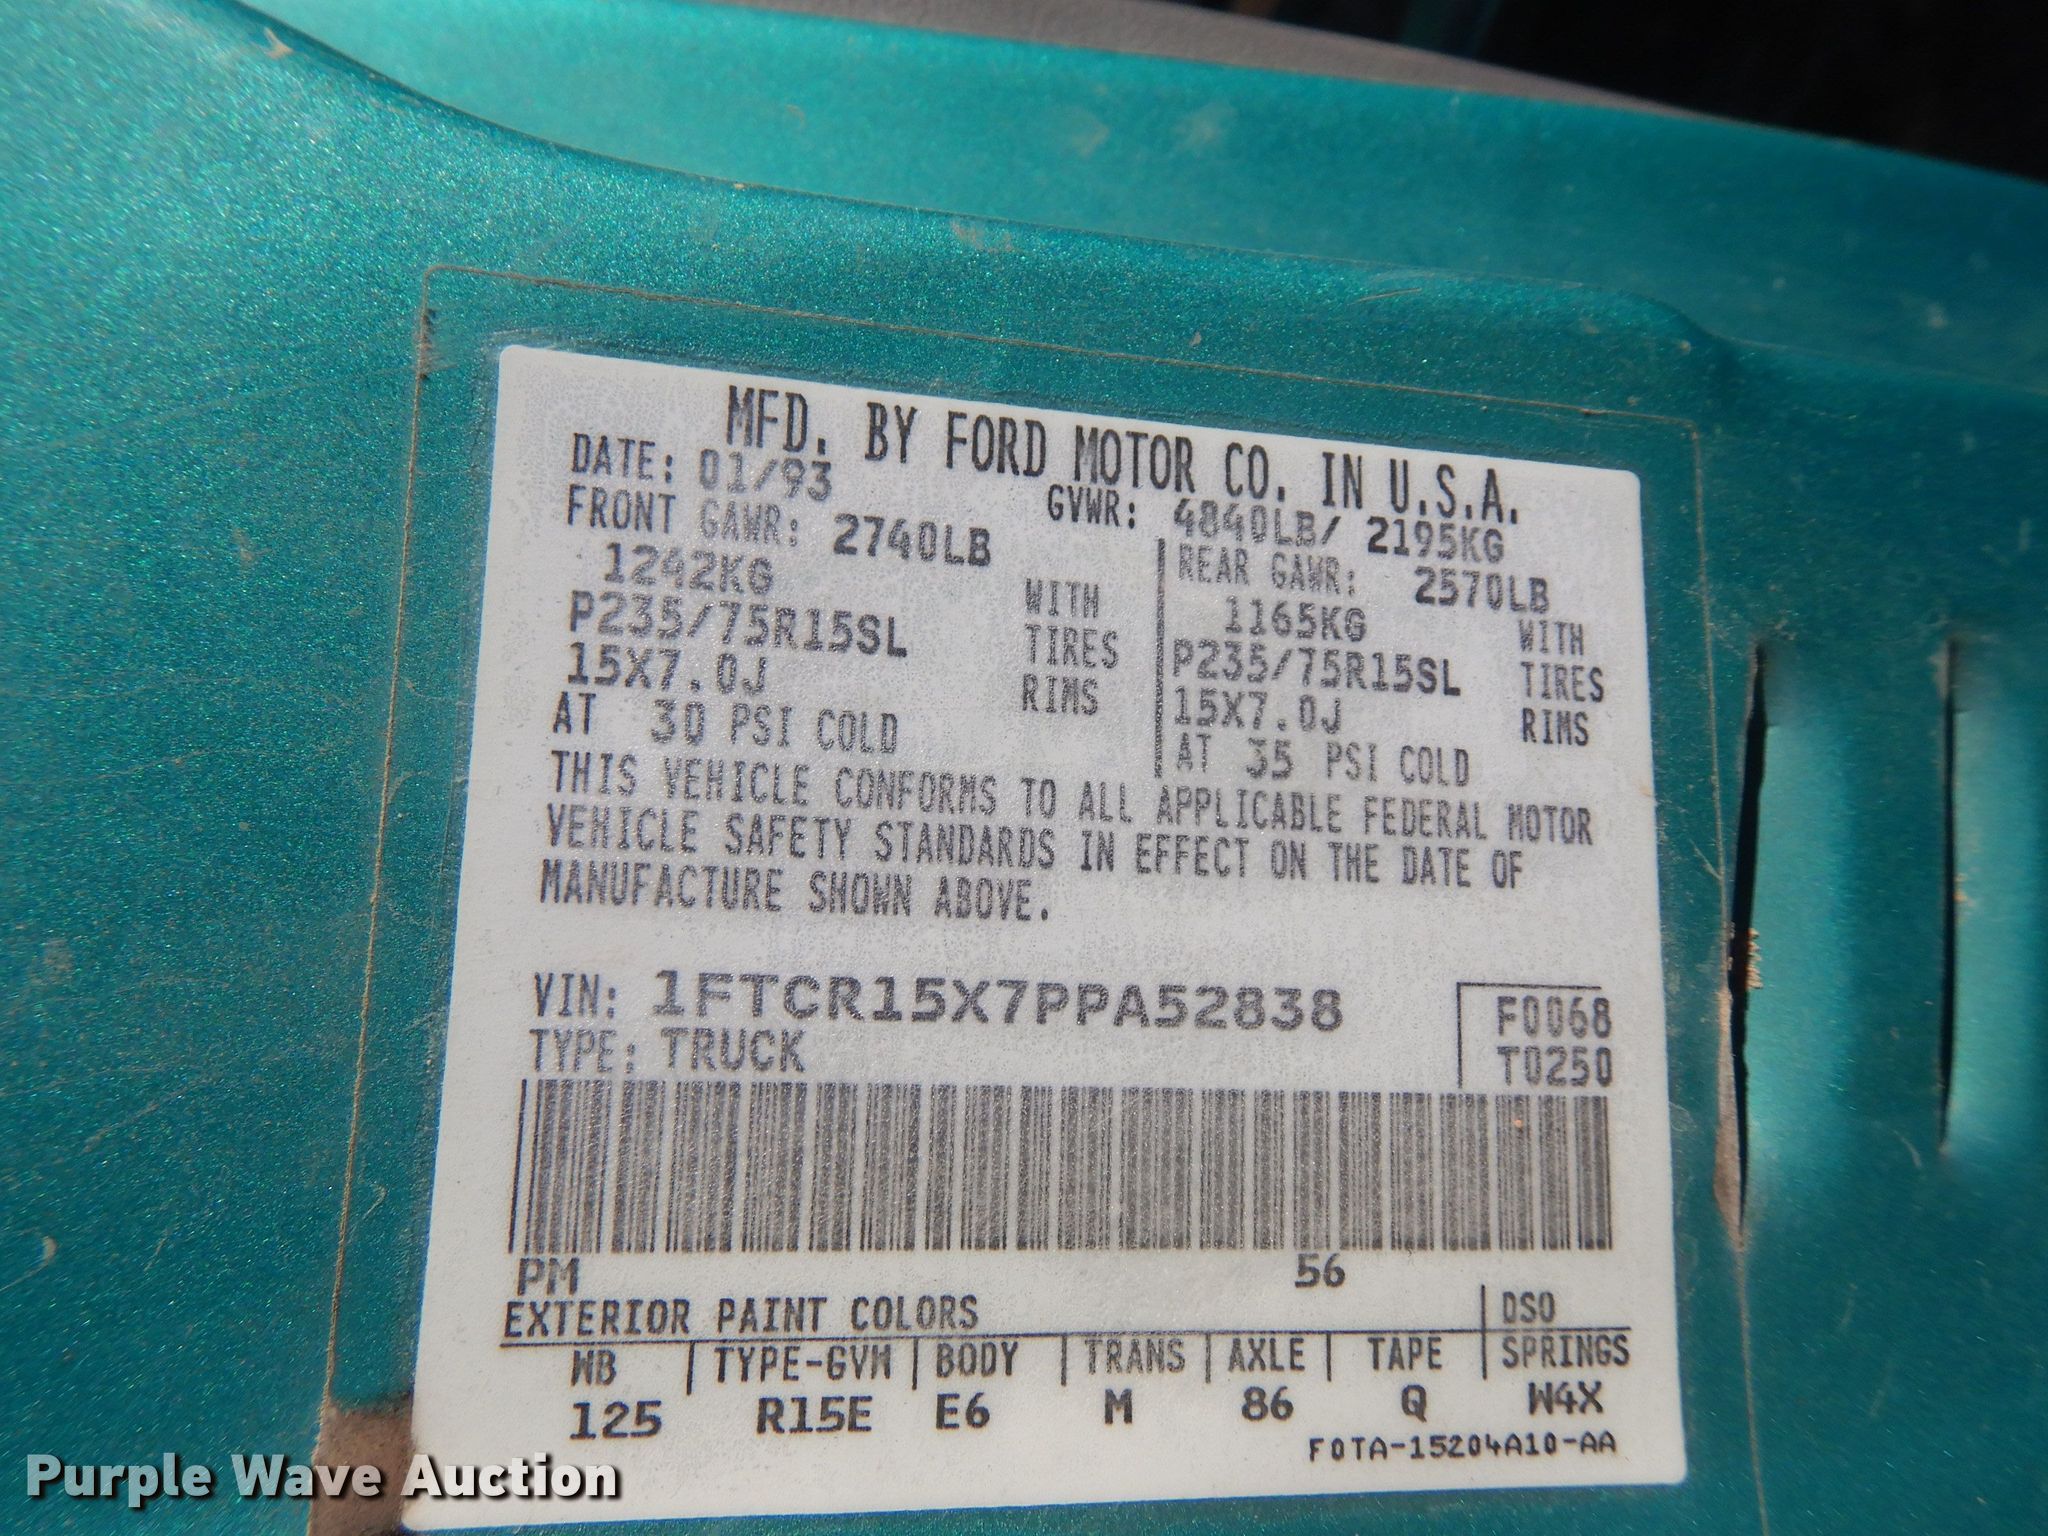 MFD. BY FORD MOTOR CO. IN U.S.A.
DATE: 01/93 GVWR: 4840LB/ 2195KG
FRONT GAWR: 2740LB REAR GAWR: 2570LB
1242KG WITH 1165KG WITH
P235/75R15SL TIRES P235/75R15SL TIRES
15X7.0J RIMS 15X7.0J RIMS
AT 30 PSI COLD AT 35 PSI COLD
THIS VEHICLE CONFORMS TO ALL APPLICABLE FEDERAL MOTOR
VEHICLE SAFETY STANDARDS IN EFFECT ON THE DATE OF
MANUFACTURE SHOWN ABOVE.
VIN: 1FTCR15X7PPA52838 F0068
TYPE: TRUCK T0250
PM 56
EXTERIOR PAINT COLORS DSO
WB TYPE-GVM BODY TRANS AXLE TAPE SPRINGS
125 R15E E6 M 86 Q W4X
F0TA-15204A10-AA
Purple Wave Auction